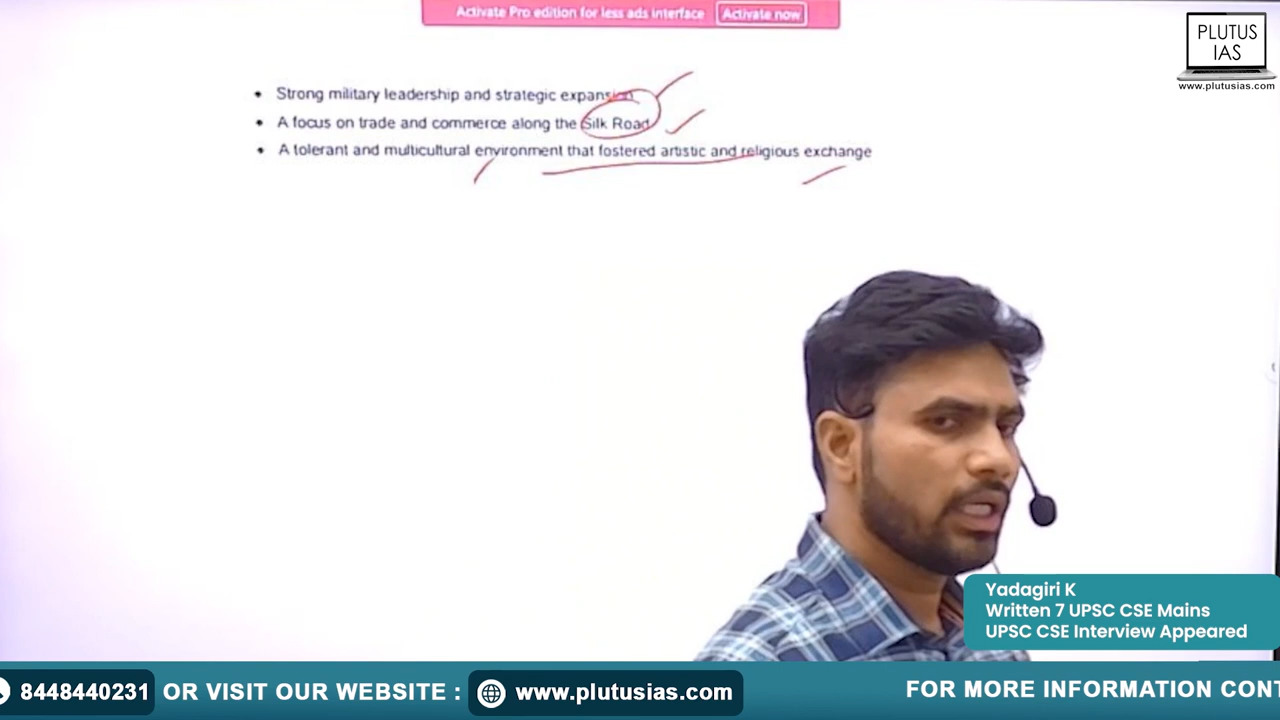 Activate Pro edition for less ads interface Activate now
PLUTUS
IAS
www.plutusias.com
• Strong military leadership and strategic expansion
• A focus on trade and commerce along the Silk Road
• A tolerant and multicultural environment that fostered artistic and religious exchange
Yadagiri K
Written 7 UPSC CSE Mains
UPSC CSE Interview Appeared
8448440231 OR VISIT OUR WEBSITE : www.plutusias.com FOR MORE INFORMATION CONT